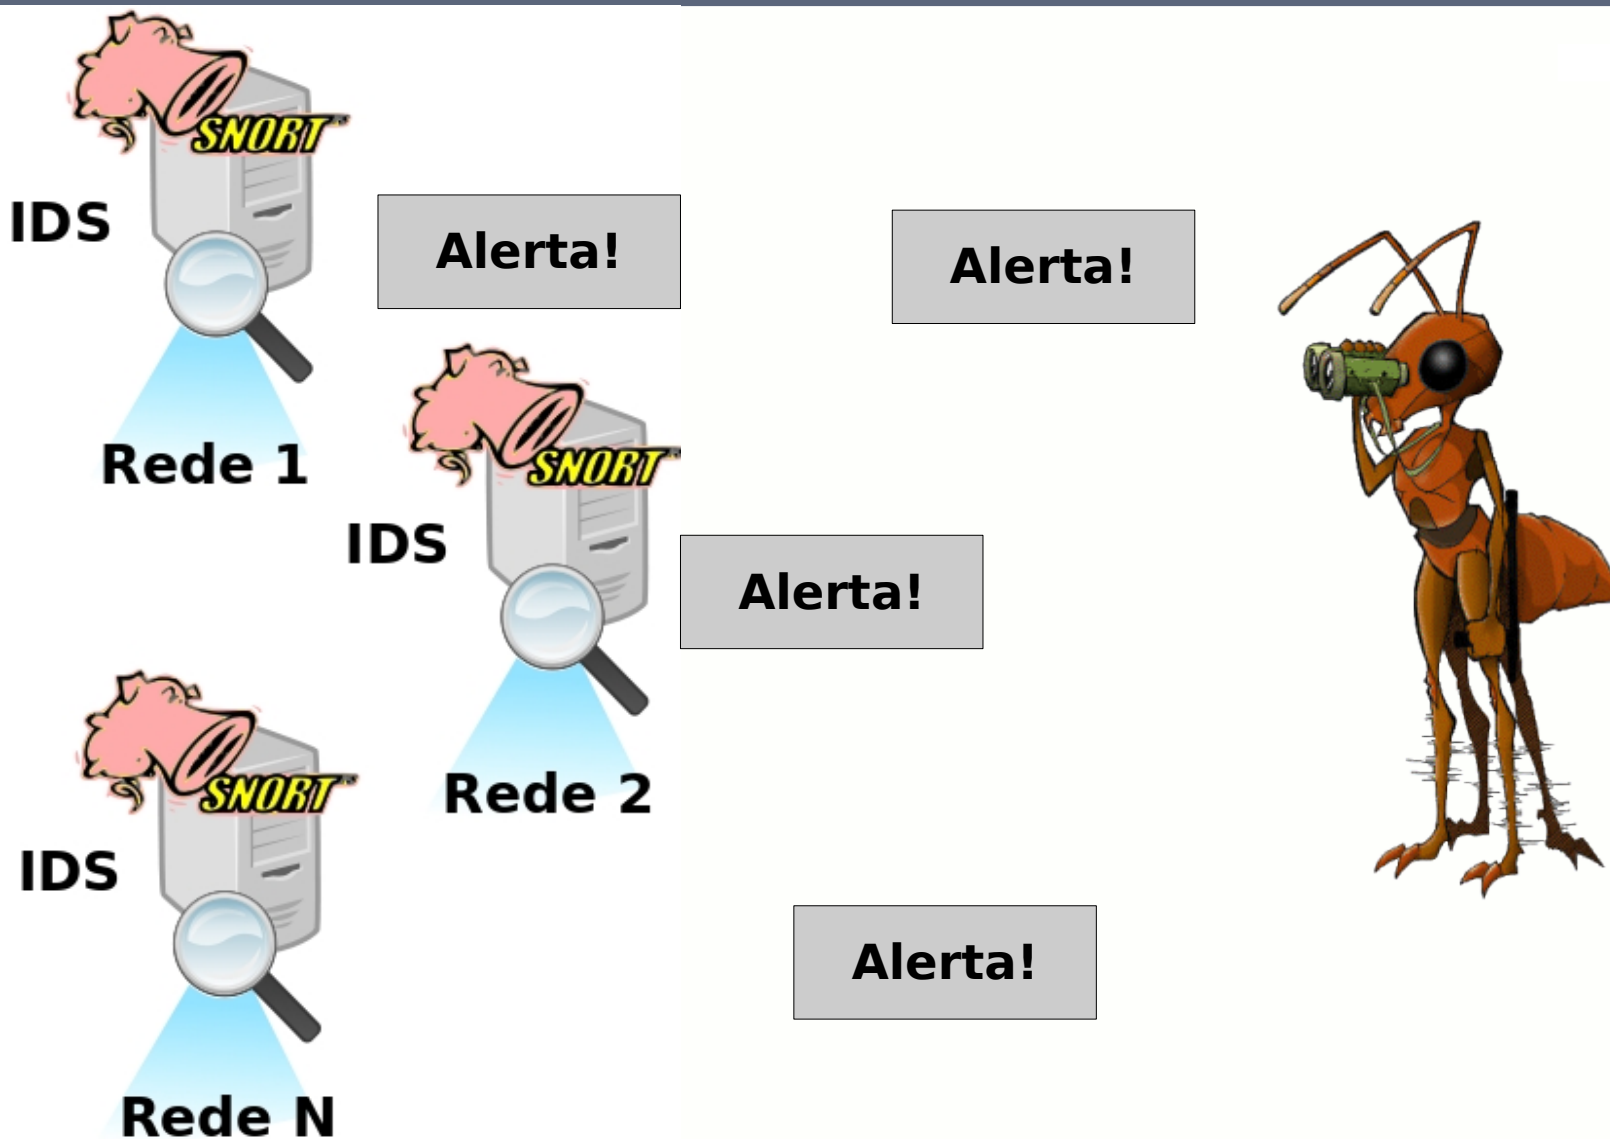 SNORT
IDS
Alerta!
Alerta!
Rede 1
SNORT
IDS
Alerta!
Rede 2
SNORT
IDS
Alerta!
Rede N